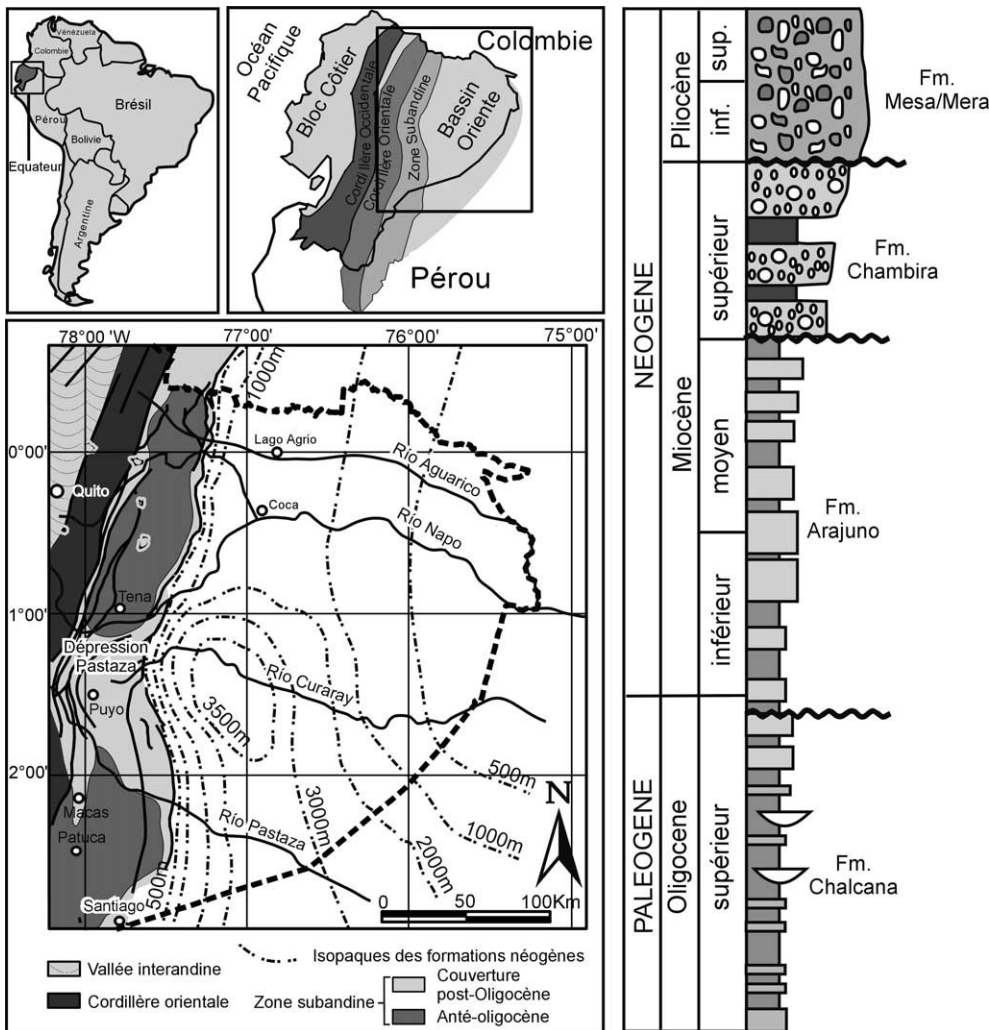 Vénézuela
Colombie
Brésil
Pérou
Bolivie
Equateur
Argentine
Océan
Pacifique
Colombie
Bloc Côtier
Cordillère Occidentale
Cordillère Orientale
Zone Subandine
Bassin
Oriente
Pérou
78°00'
77°00'
76°00'
75°00'
0°00'
1°00'
2°00'
1000m
Lago Agrio
Río Aguarico
Quito
Coca
Río Napo
Tena
Dépression
Pastaza
Puyo
Río Curaray
3500m
500m
Macas
Patuca
Río Pastaza
3000m
1000m
2000m
500m
Santiago
N
0
50
100Km
Isopaques des formations néogènes
Vallée interandine
Cordillère orientale
Zone subandine
Couverture
post-Oligocène
Anté-oligocène
NEOGENE
PALEOGENE
Pliocène
Miocène
Oligocene
sup.
inf.
supérieur
moyen
inférieur
supérieur
Fm.
Mesa/Mera
Fm.
Chambira
Fm.
Arajuno
Fm.
Chalcana